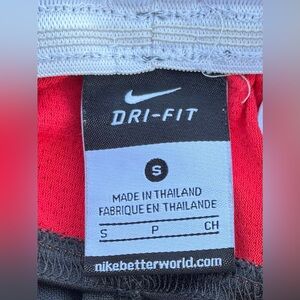 DRI-FIT
S
MADE IN THAILAND
FABRIQUE EN THAILANDE
S P CH
nikebetterworld.com